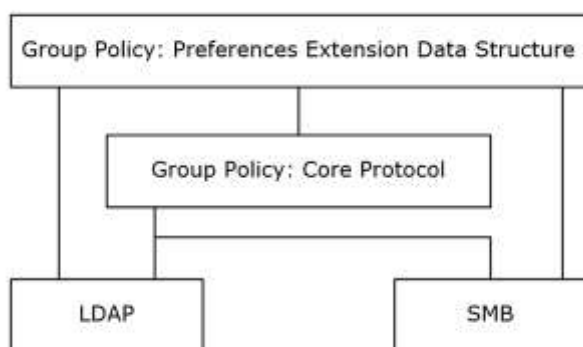 Group Policy: Preferences Extension Data Structure
Group Policy: Core Protocol
LDAP
SMB